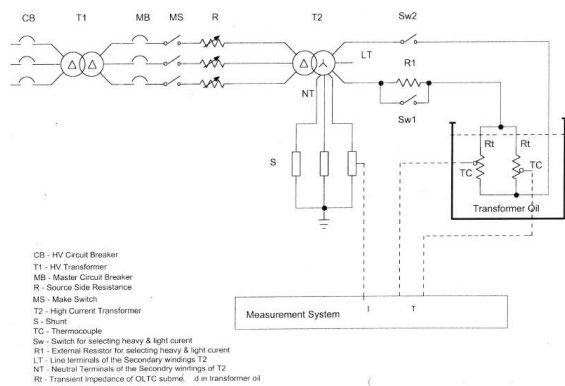 CB T1 MB MS R T2 Sw2
LT
R1
NT
Sw1
Rt Rt
S
TC TC
Transformer Oil
I T
Measurement System
CB - HV Circuit Breaker
T1 - HV Transformer
MB - Master Circuit Breaker
R - Source Side Resistance
MS - Make Switch
T2 - High Current Transformer
S - Shunt
TC - Thermocouple
Sw - Switch for selecting heavy & light curent
R1 - External Resistor for selecting heavy & light curent
LT - Line terminals of the Secondary windings T2
NT - Neutral Terminals of the Secondry windings of T2
Rt - Transient Impedance of OLTC subme d in transformer oil